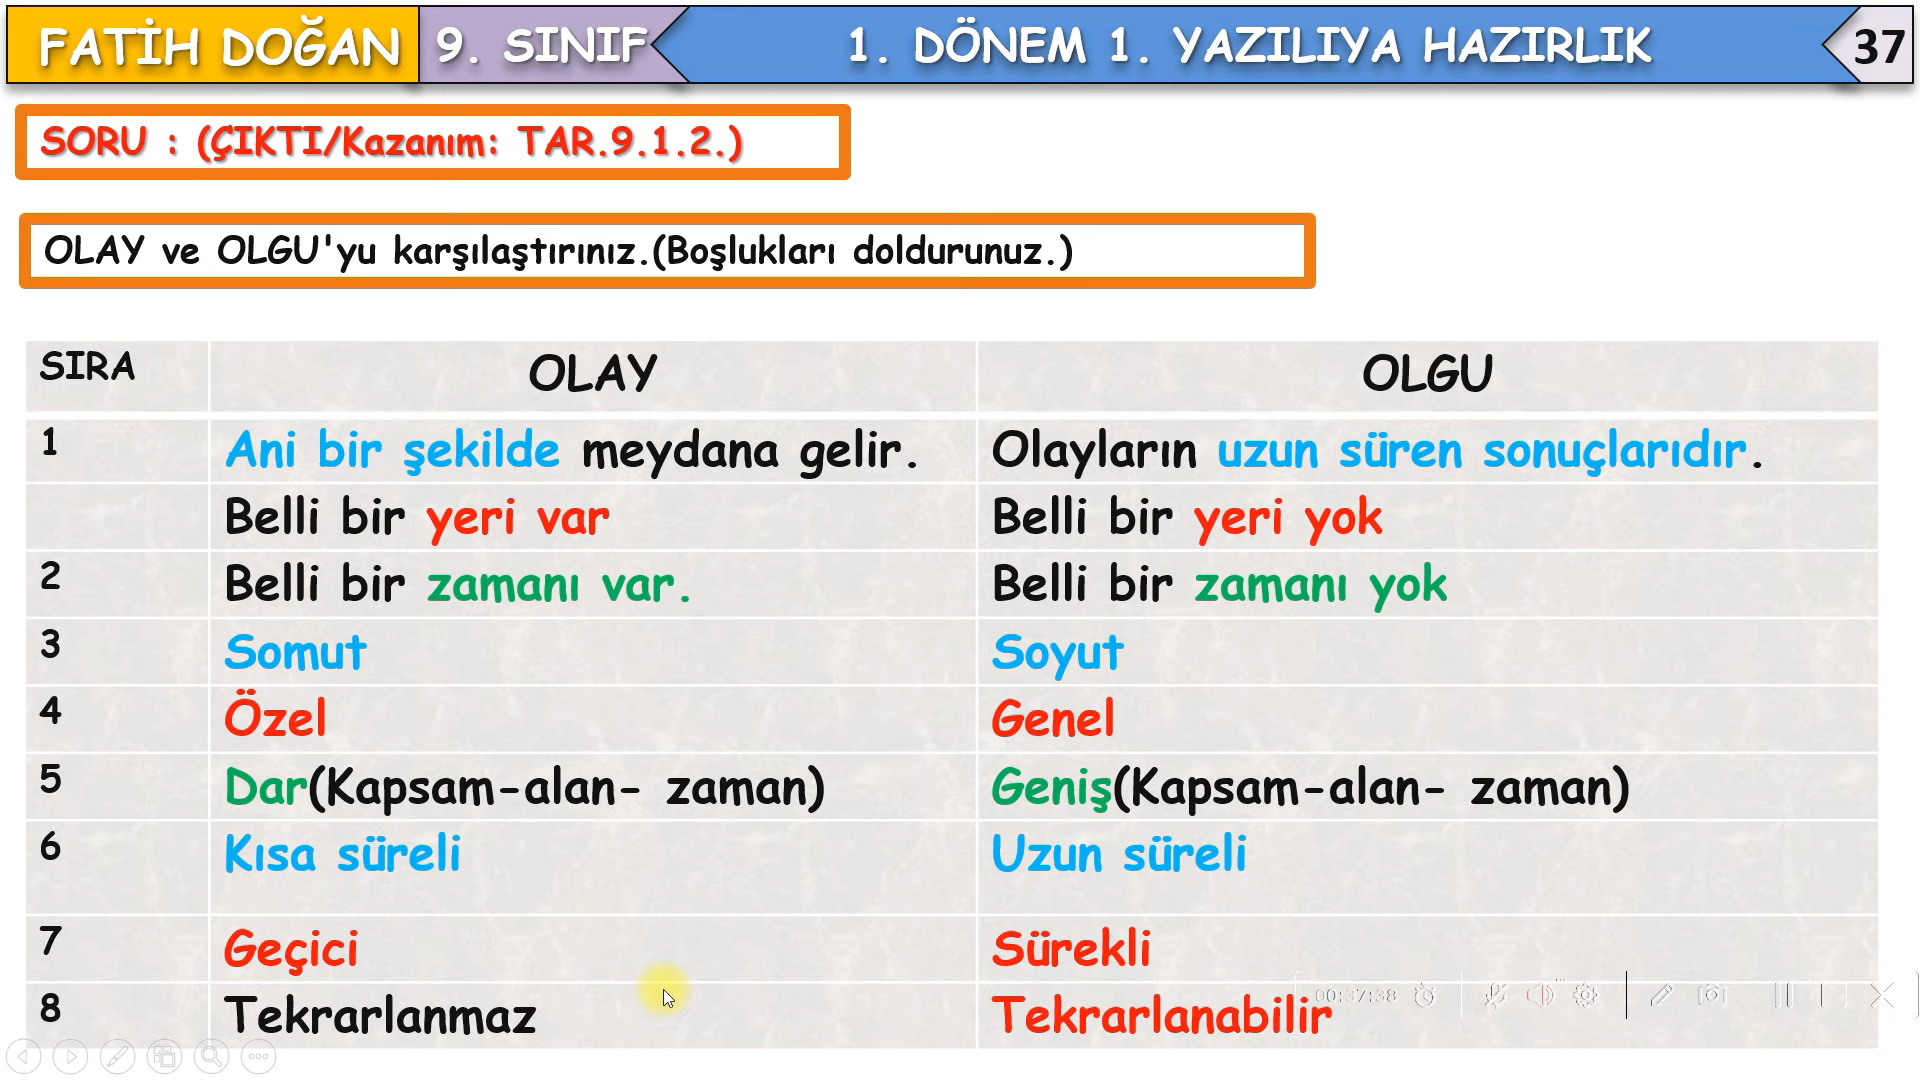 FATİH DOĞAN 9. SINIF 1. DÖNEM 1. YAZILIYA HAZIRLIK 37
SORU : (ÇIKTI/Kazanım: TAR.9.1.2.)
OLAY ve OLGU'yu karşılaştırınız.(Boşlukları doldurunuz.)
SIRA OLAY OLGU
1 Ani bir şekilde meydana gelir. Olayların uzun süren sonuçlarıdır.
Belli bir yeri var Belli bir yeri yok
2 Belli bir zamanı var. Belli bir zamanı yok
3 Somut Soyut
4 Özel Genel
5 Dar(Kapsam-alan- zaman) Geniş(Kapsam-alan- zaman)
6 Kısa süreli Uzun süreli
7 Geçici Sürekli
00:37:38
8 Tekrarlanmaz Tekrarlanabilir